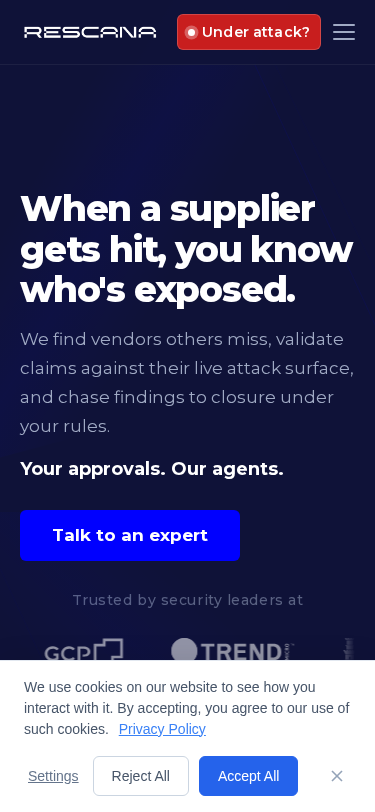 RESCANA
Under attack?
When a supplier
gets hit, you know
who's exposed.
We find vendors others miss, validate
claims against their live attack surface,
and chase findings to closure under
your rules.
Your approvals. Our agents.
Talk to an expert
Trusted by security leaders at
GCP
TREND
We use cookies on our website to see how you
interact with it. By accepting, you agree to our use of
such cookies. Privacy Policy
Settings
Reject All
Accept All